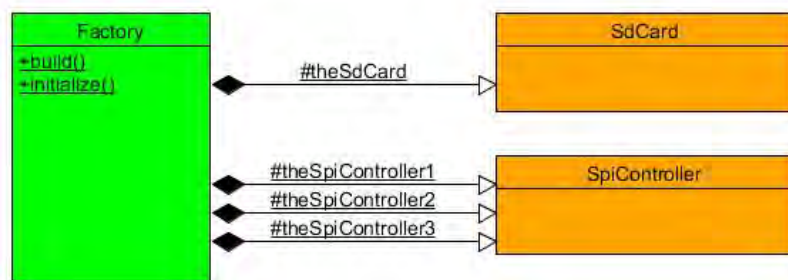 Factory
+build()
+initialize()
#theSdCard
SdCard
#theSpiController1
#theSpiController2
#theSpiController3
SpiController